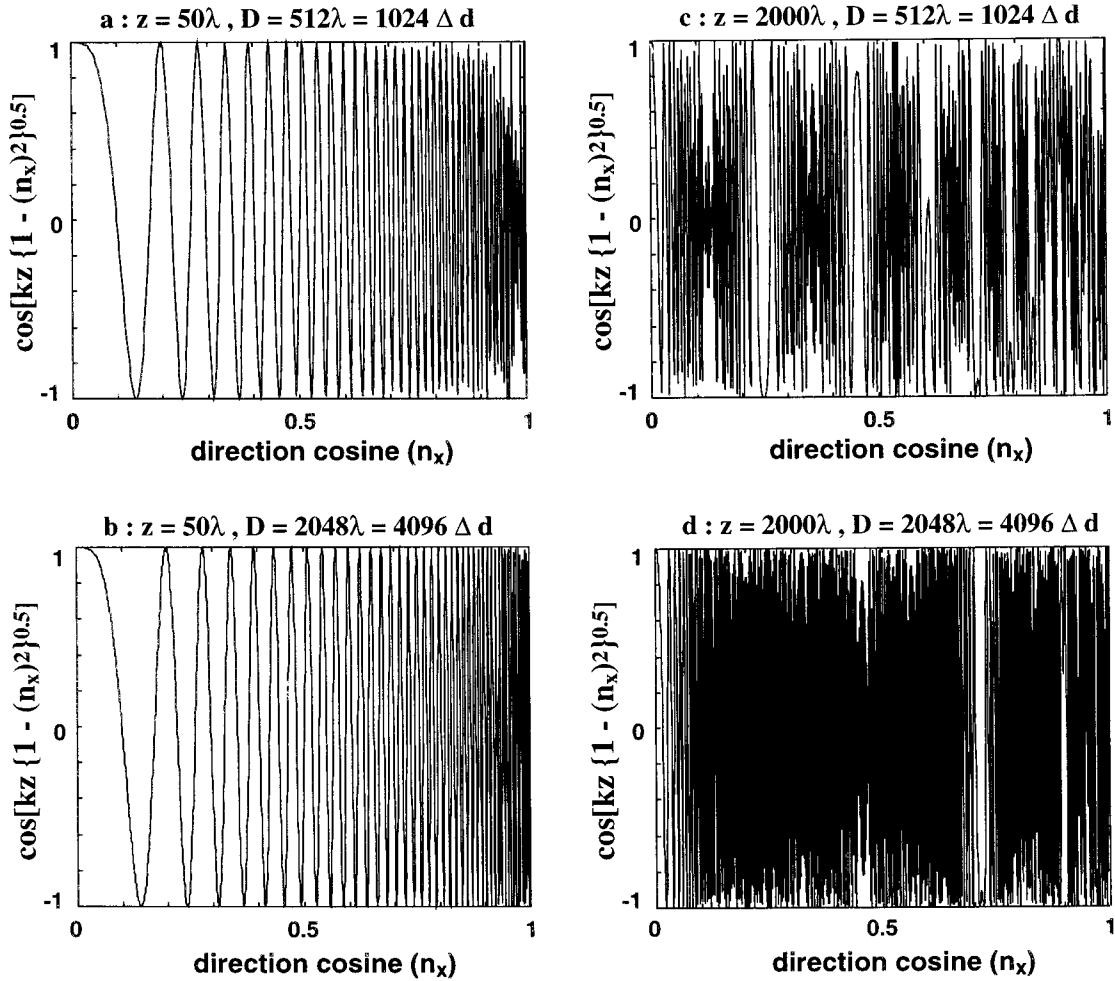 a : z = 50λ , D = 512λ = 1024 Δ d
cos[kz {1 - (nx)2}0.5]
1
0
-1
0
0.5
1
direction cosine (nx)
c : z = 2000λ , D = 512λ = 1024 Δ d
cos[kz {1 - (nx)2}0.5]
1
0
-1
0
0.5
1
direction cosine (nx)
b : z = 50λ , D = 2048λ = 4096 Δ d
cos[kz {1 - (nx)2}0.5]
1
0
-1
0
0.5
1
direction cosine (nx)
d : z = 2000λ , D = 2048λ = 4096 Δ d
cos[kz {1 - (nx)2}0.5]
1
0
-1
0
0.5
1
direction cosine (nx)